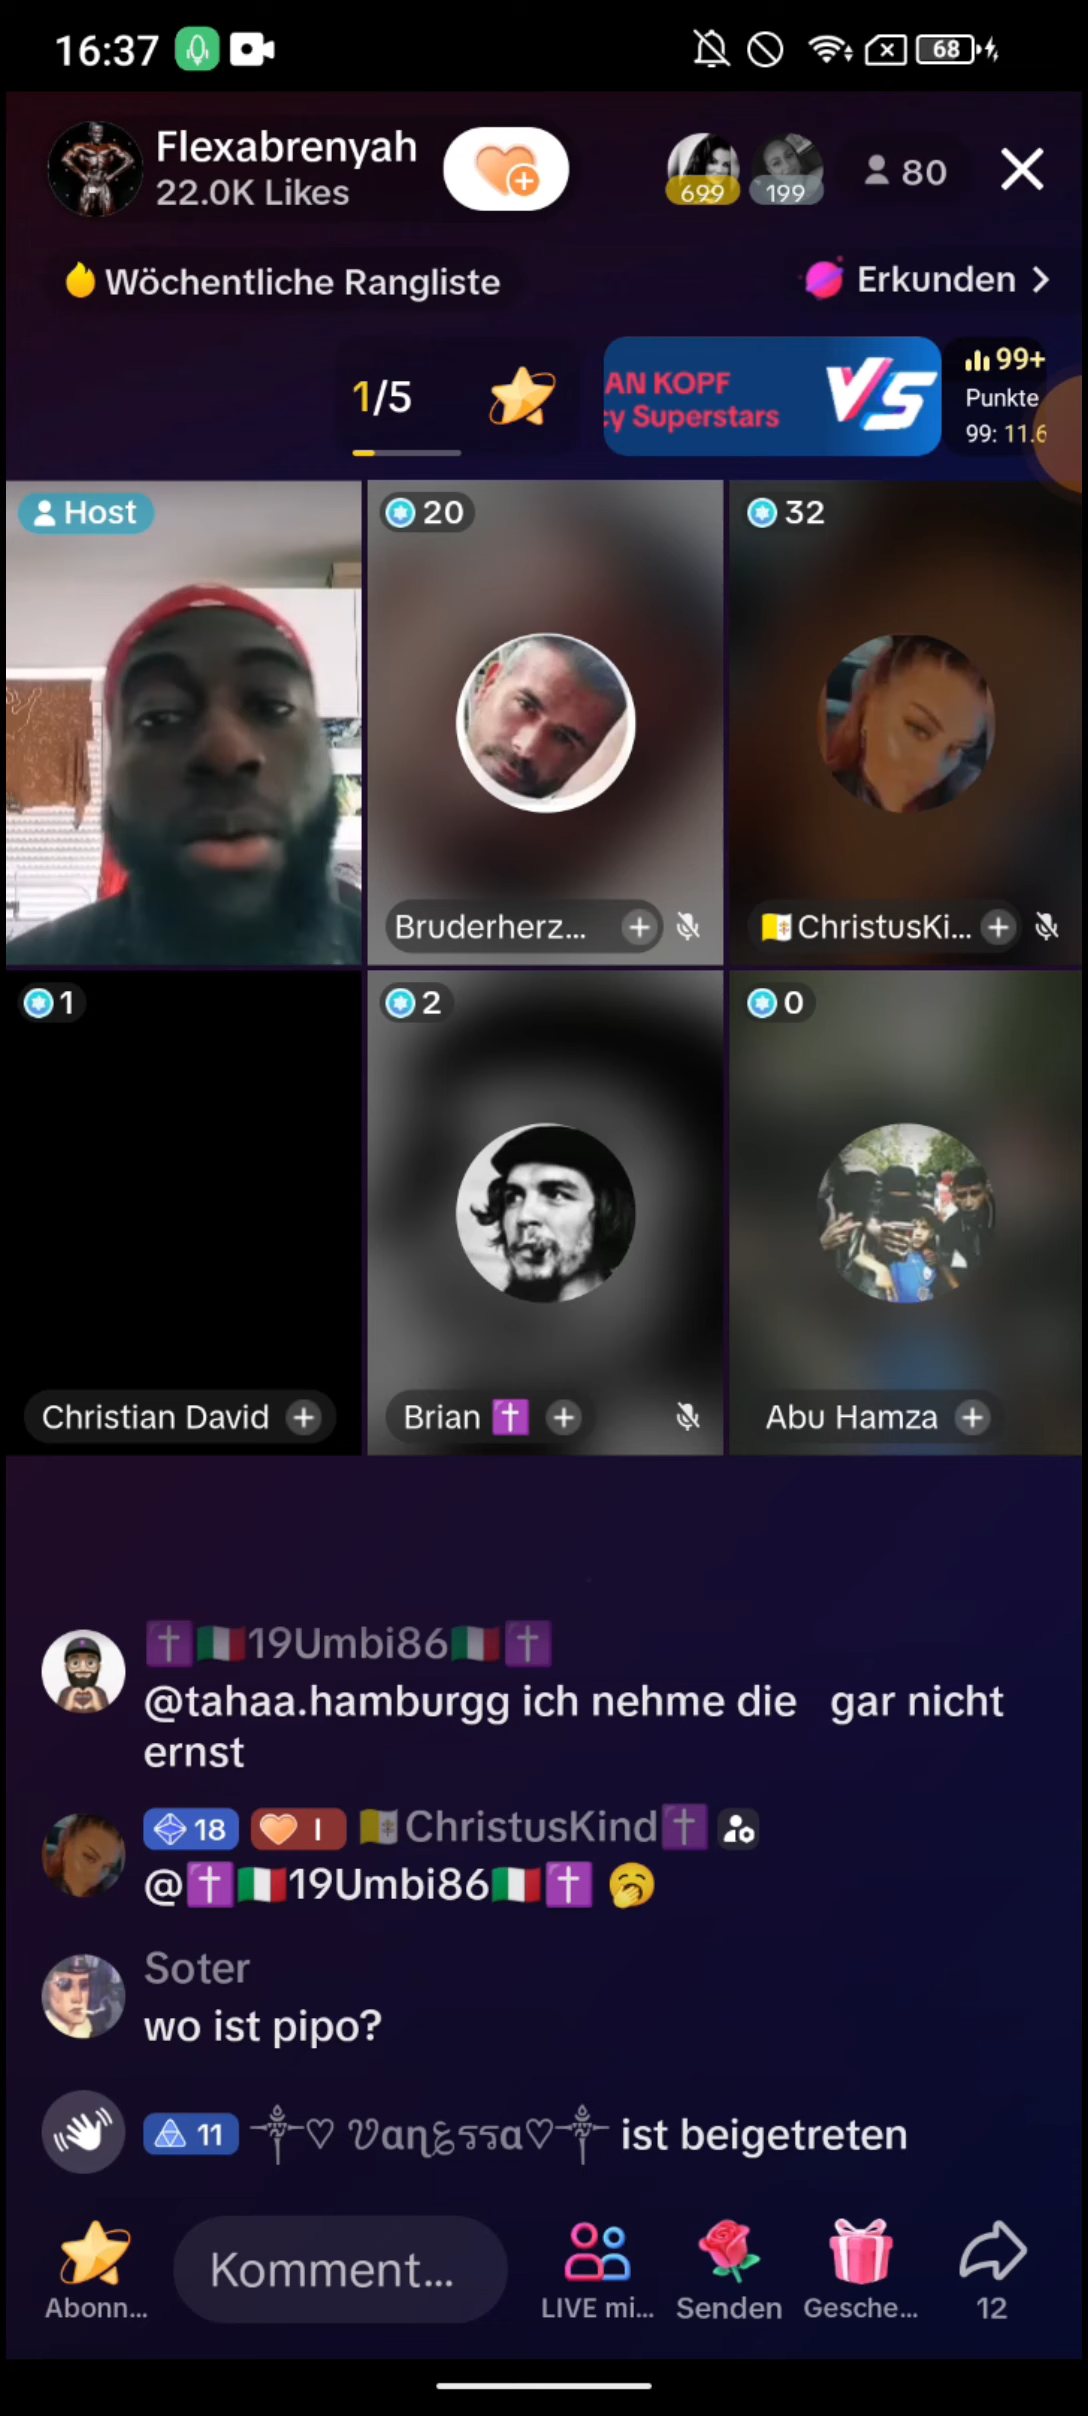 16:37
68
Flexabrenyah
22.0K Likes
699
199
80
Wöchentliche Rangliste
Erkunden >
1/5
AN KOPF
cy Superstars
VS
99+
Punkte
99: 11.6
Host
20
32
Bruderherz...
ChristusKi...
1
2
0
Christian David
Brian ✝️
Abu Hamza
✝️🇮🇹19Umbi86🇮🇹✝️
@tahaa.hamburgg ich nehme die gar nicht
ernst
18 I 🇻🇦ChristusKind✝️
@✝️🇮🇹19Umbi86🇮🇹✝️ 🥱
Soter
wo ist pipo?
11 ♡ Vanessa♡ ist beigetreten
Komment...
Abonn...
LIVE mi...
Senden
Gesche...
12